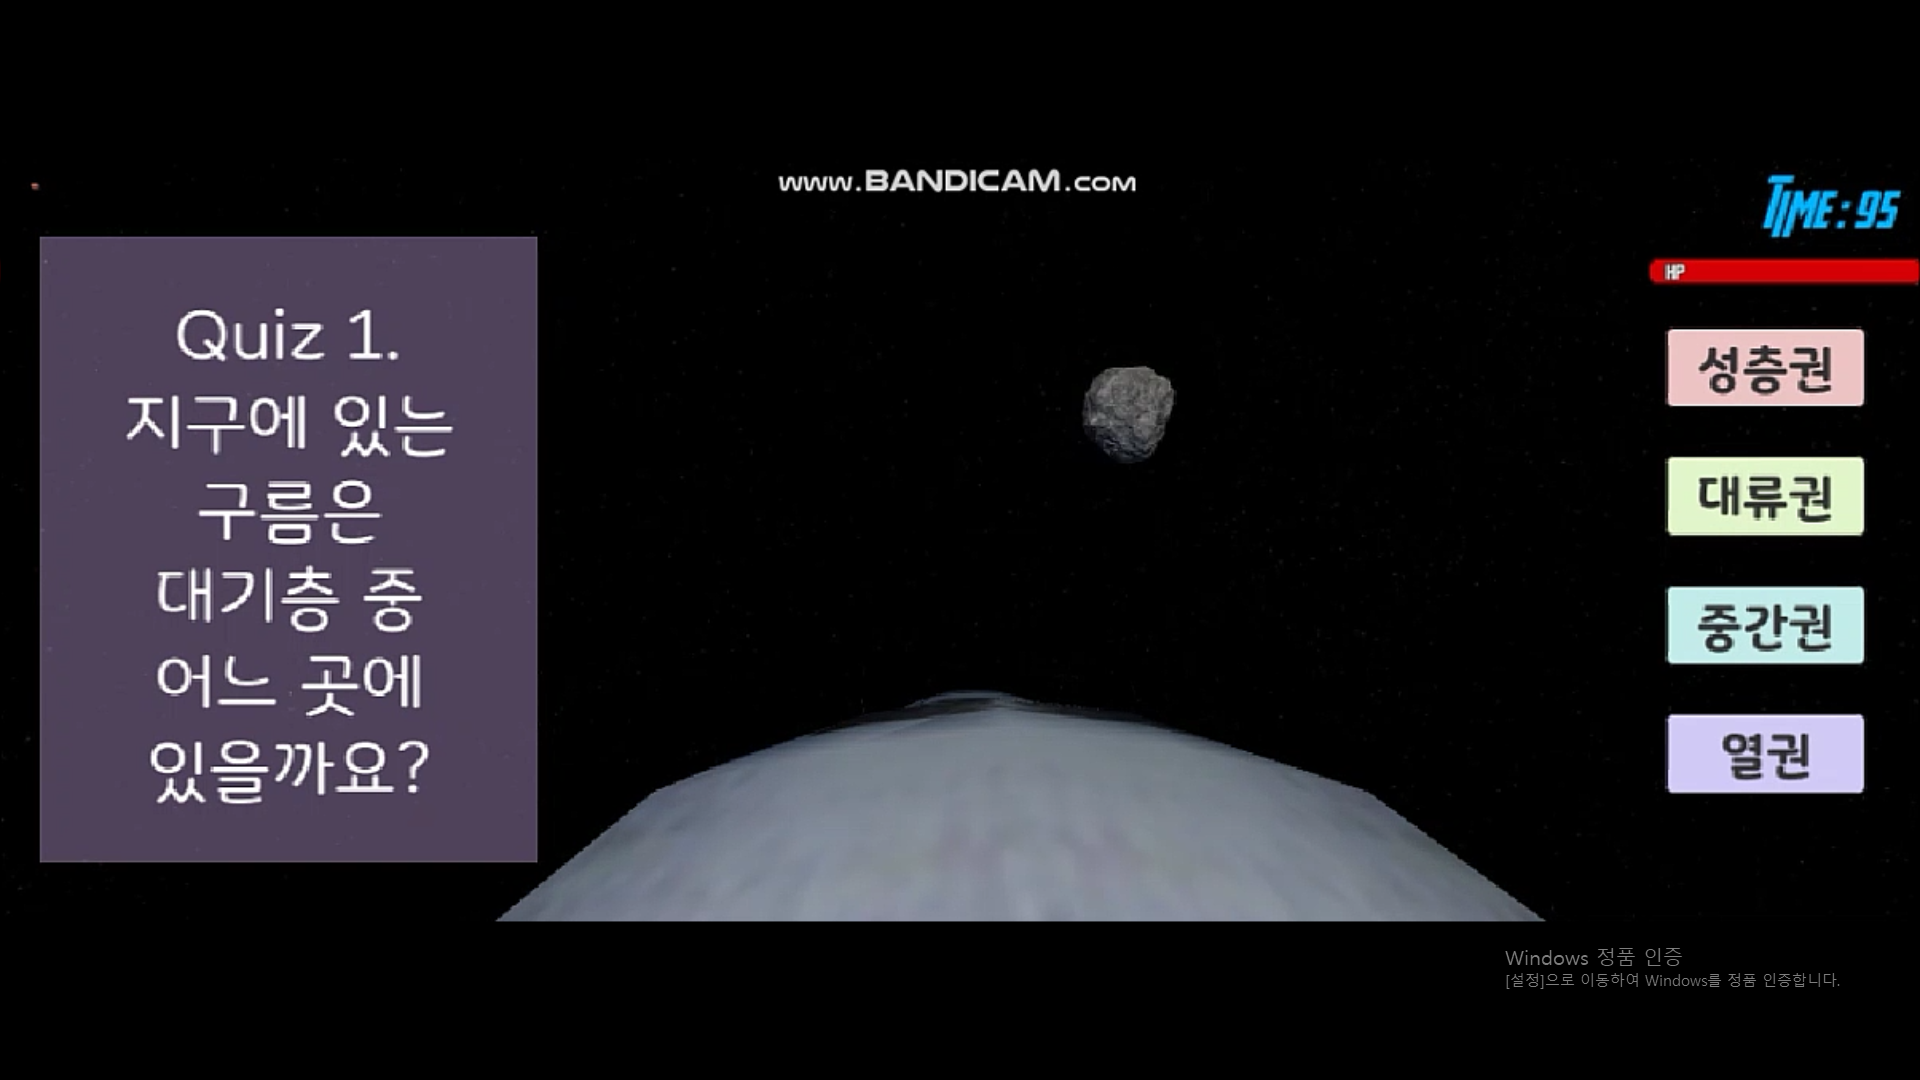 www.BANDICAM.com
TIME: 95
HP
Quiz 1.
지구에 있는
구름은
대기층 중
어느 곳에
있을까요?
성층권
대류권
중간권
열권
Windows 정품 인증
[설정]으로 이동하여 Windows를 정품 인증합니다.